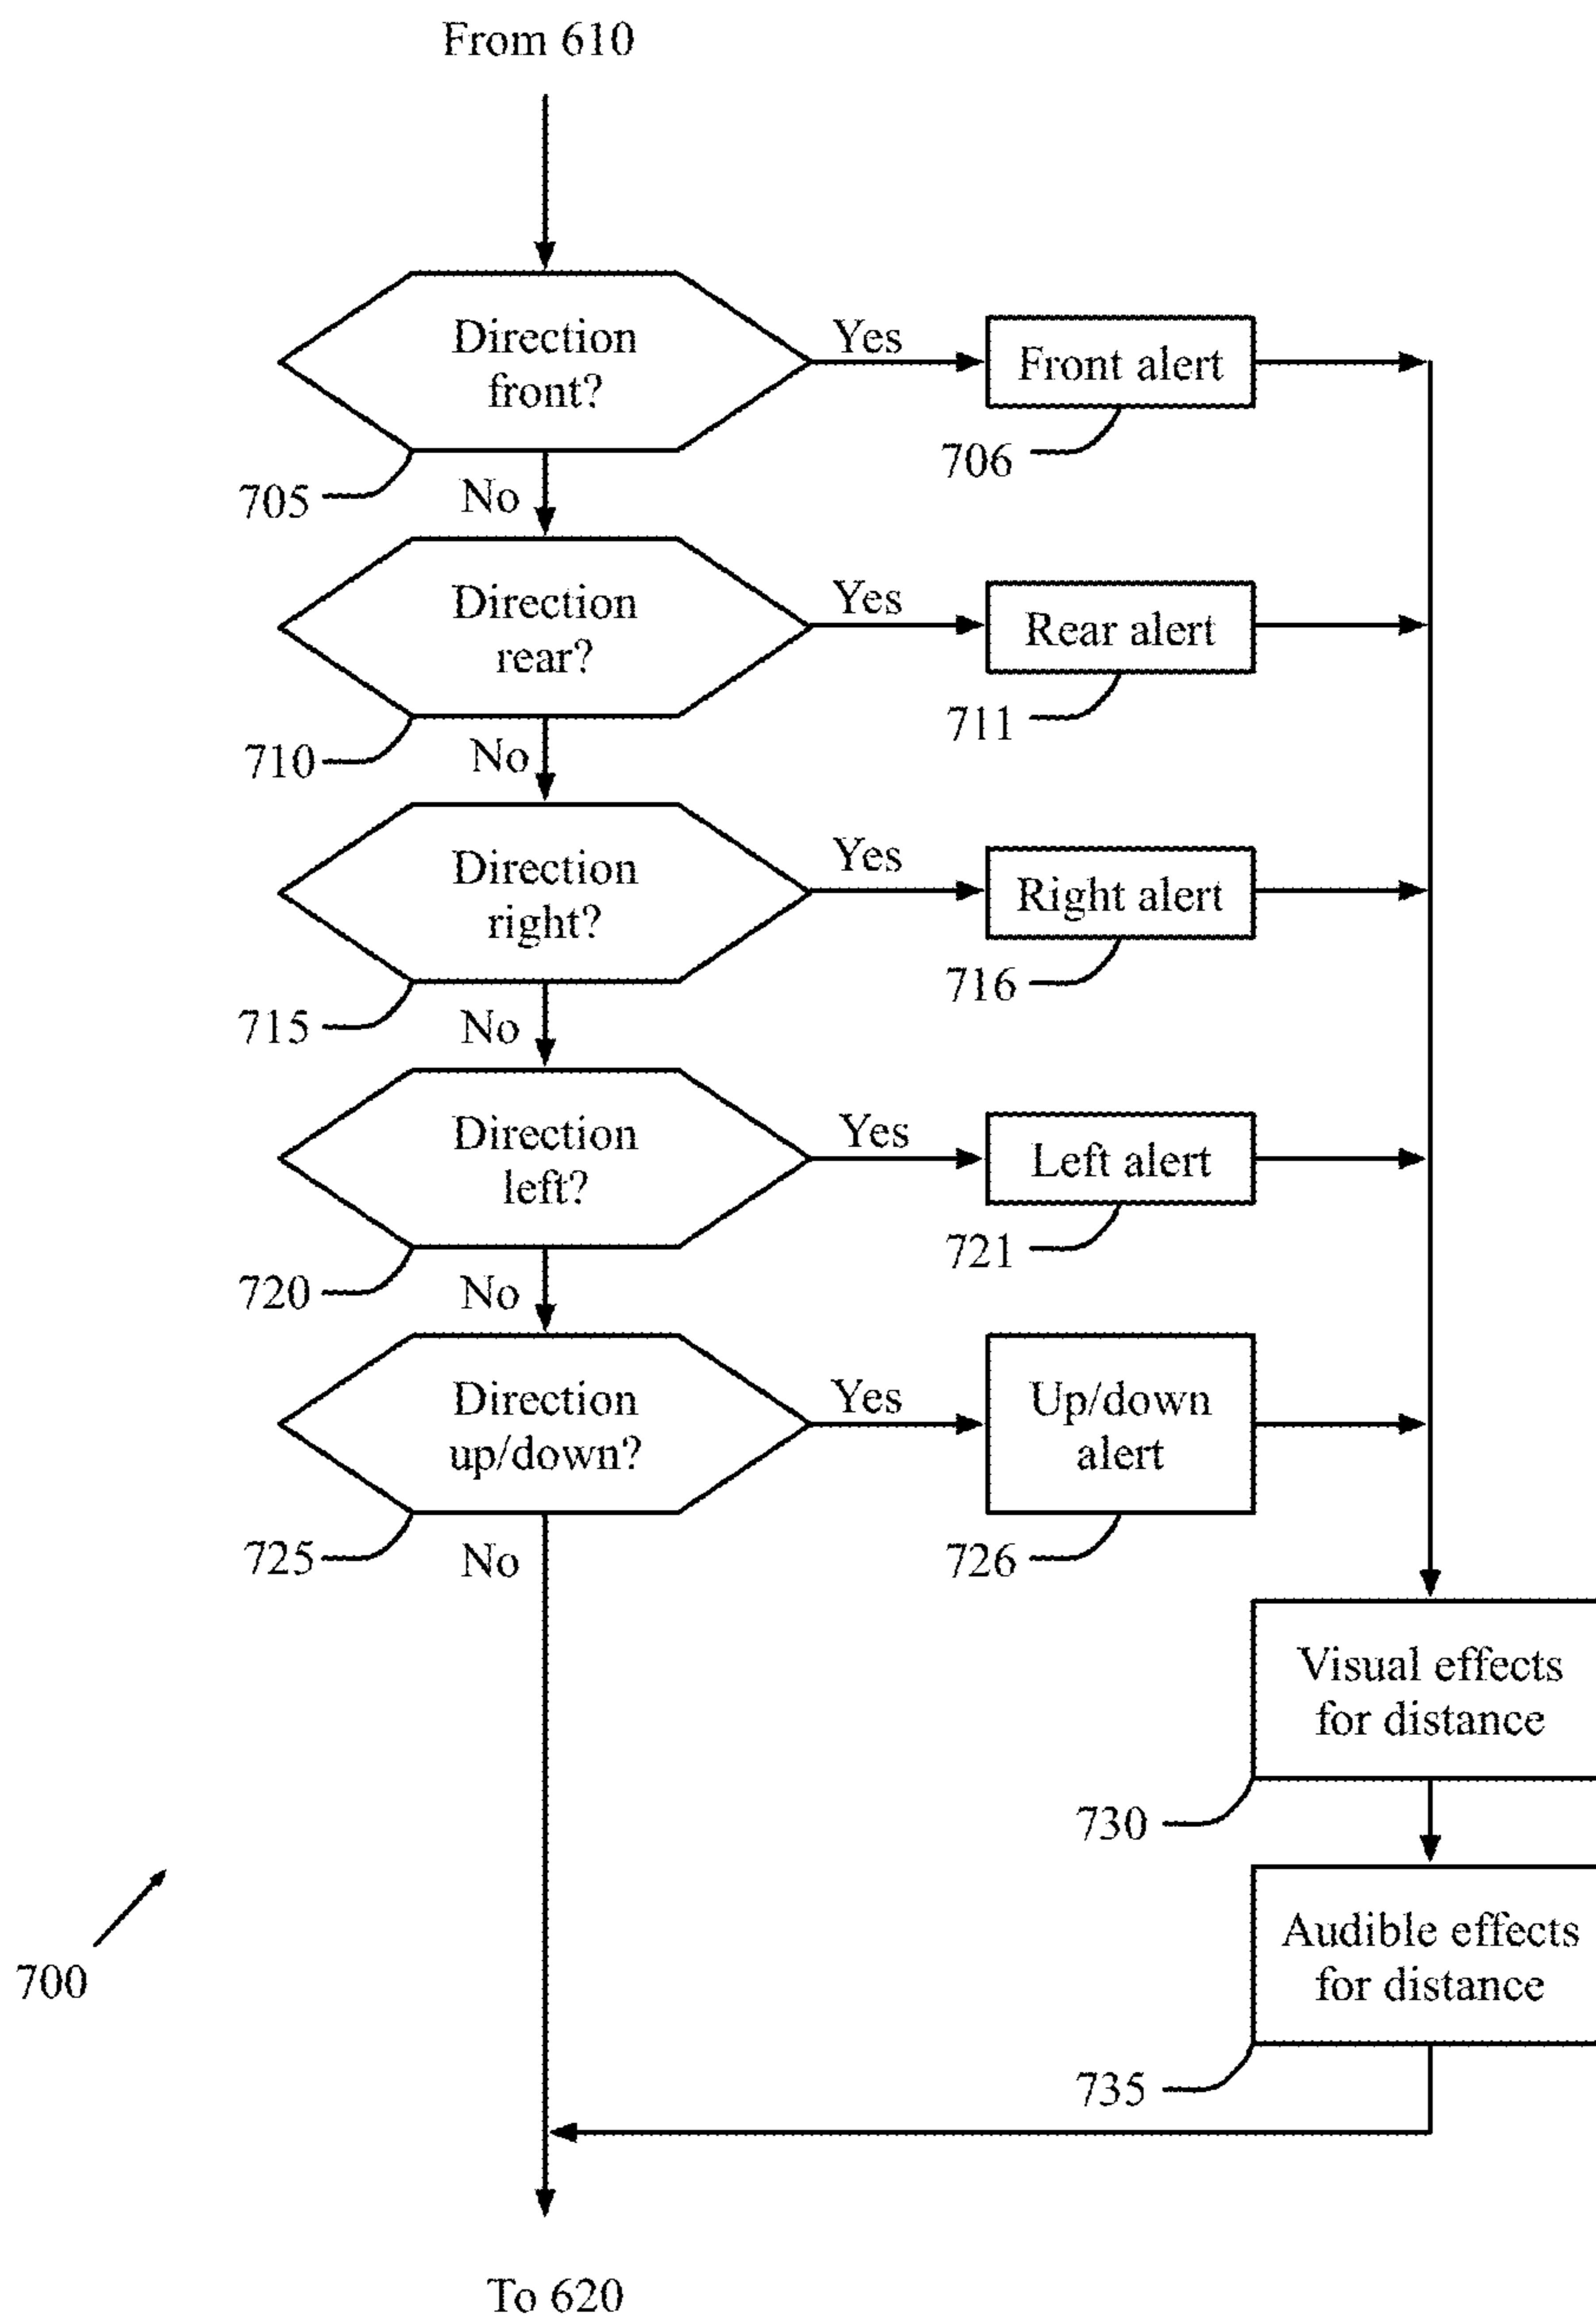 From 610
Direction
front?
Yes
Front alert
705
No
706
Direction
rear?
Yes
Rear alert
710
No
711
Direction
right?
Yes
Right alert
715
No
716
Direction
left?
Yes
Left alert
720
No
721
Direction
up/down?
Yes
Up/down
alert
725
No
726
Visual effects
for distance
730
Audible effects
for distance
700
735
To 620